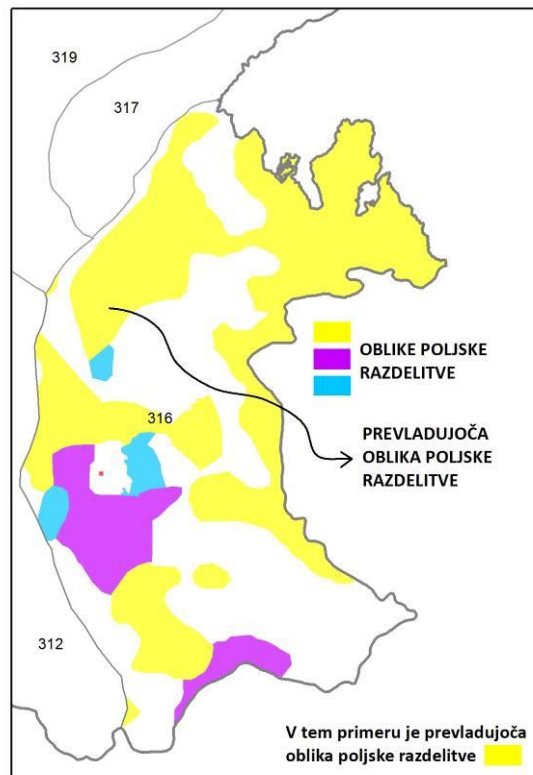 319
317
OBLIKE POLJSKE
RAZDELITVE
316
PREVLADUJOČA
OBLIKA POLJSKE
RAZDELITVE
312
V tem primeru je prevladujoča
oblika poljske razdelitve